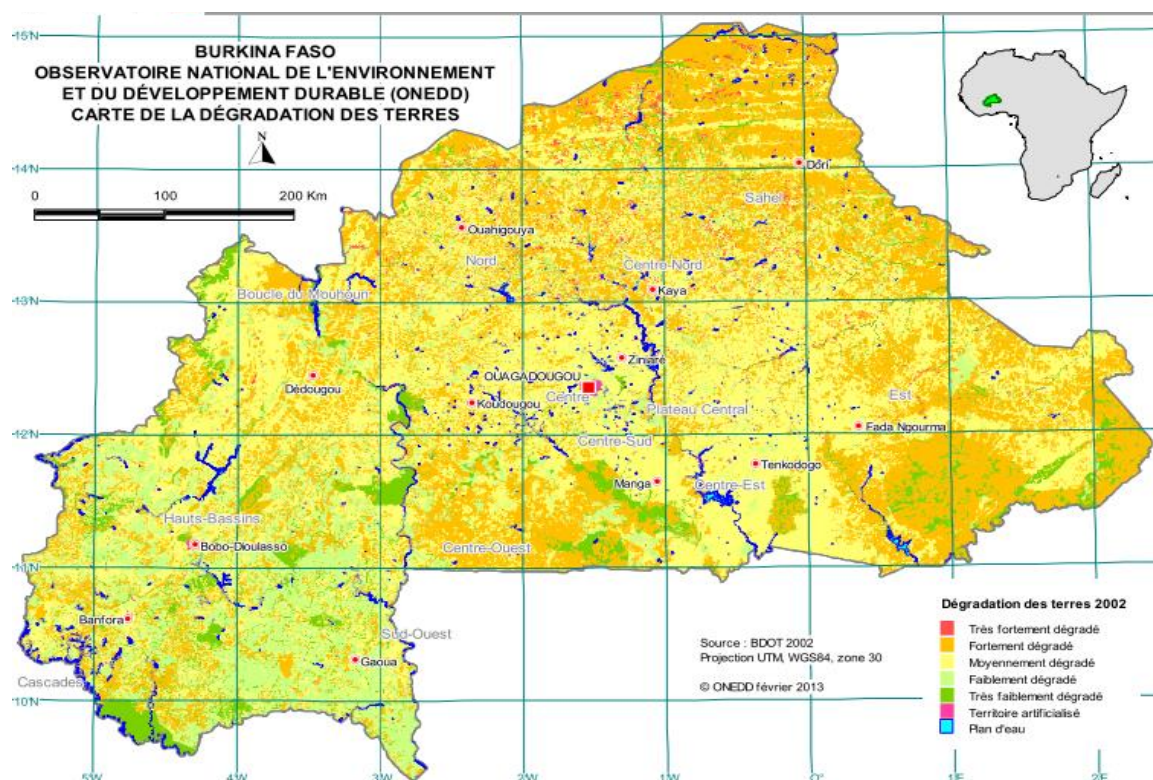 BURKINA FASO
OBSERVATOIRE NATIONAL DE L'ENVIRONNEMENT
ET DU DÉVELOPPEMENT DURABLE (ONEDD)
CARTE DE LA DÉGRADATION DES TERRES
N
0 100 200 Km
15°N
14°N
13°N
12°N
11°N
10°N
Dori
Sahel
Ouahigouya
Nord
Centre-Nord
Kaya
Boucle du Mouhoun
Ziniaré
Dédougou
OUAGADOUGOU
Centre
Koudougou
Plateau Central
Est
Fada Ngourma
Centre-Sud
Tenkodogo
Manga
Centre-Est
Hauts-Bassins
Bobo-Dioulasso
Centre-Ouest
Banfora
Sud-Ouest
Gaoua
Cascades
Source : BDOT 2002
Projection UTM, WGS84, zone 30
© ONEDD février 2013
Dégradation des terres 2002
Très fortement dégradé
Fortement dégradé
Moyennement dégradé
Faiblement dégradé
Très faiblement dégradé
Territoire artificialisé
Plan d'eau
5°W 4°W 3°W 2°W 1°W 0° 1°E 2°E